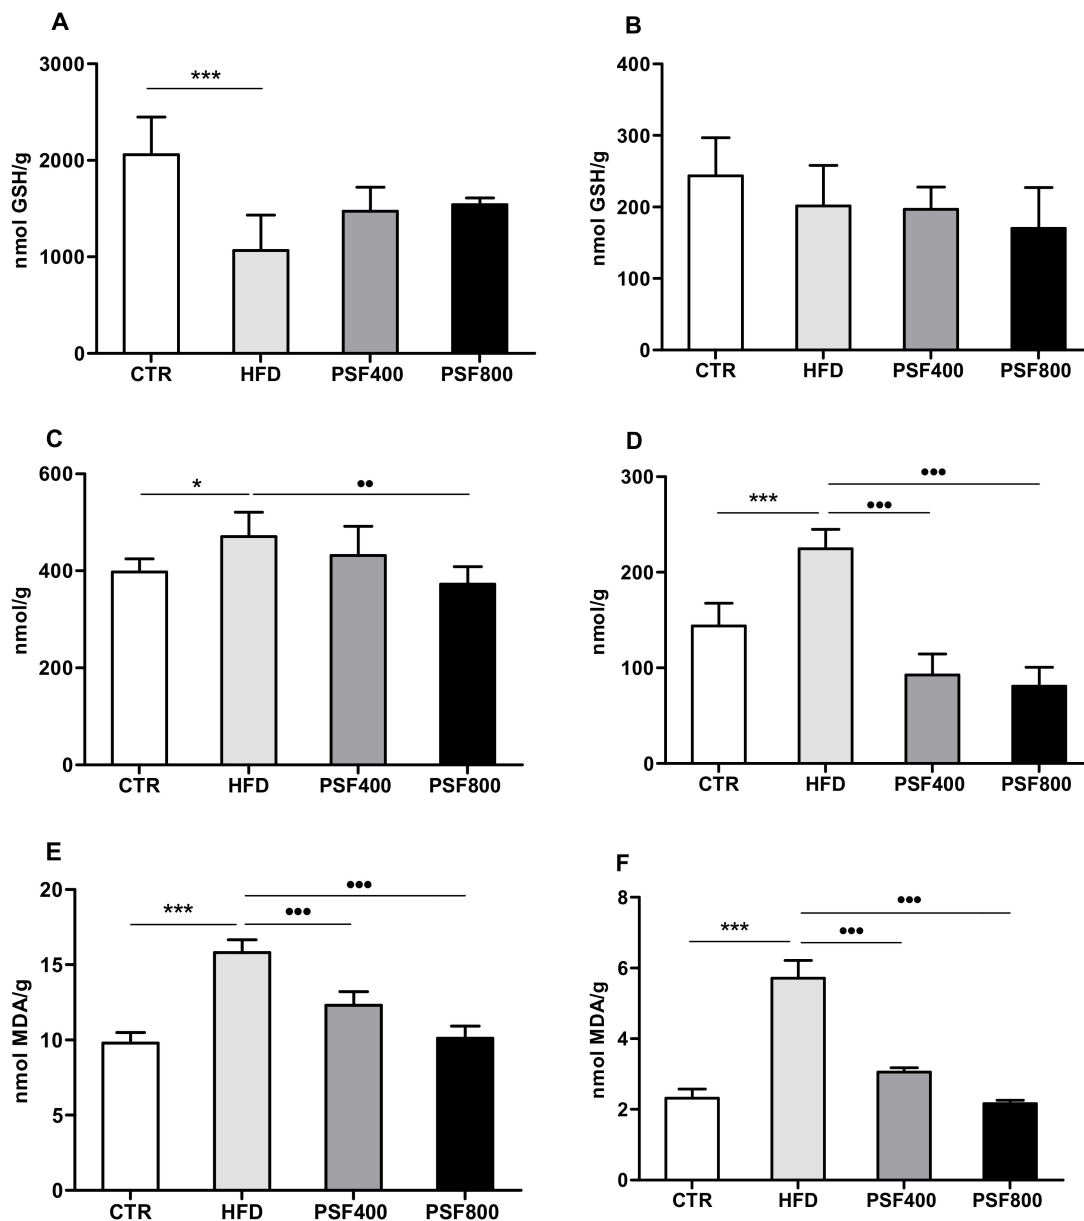 A
nmol GSH/g
3000
2000
1000
0
***
CTR HFD PSF400 PSF800
B
nmol GSH/g
400
300
200
100
0
CTR HFD PSF400 PSF800
C
nmol/g
600
400
200
0
* ••
CTR HFD PSF400 PSF800
D
nmol/g
300
200
100
0
•••
*** •••
CTR HFD PSF400 PSF800
E
nmol MDA/g
20
15
10
5
0
•••
*** •••
CTR HFD PSF400 PSF800
F
nmol MDA/g
8
6
4
2
0
•••
*** •••
CTR HFD PSF400 PSF800